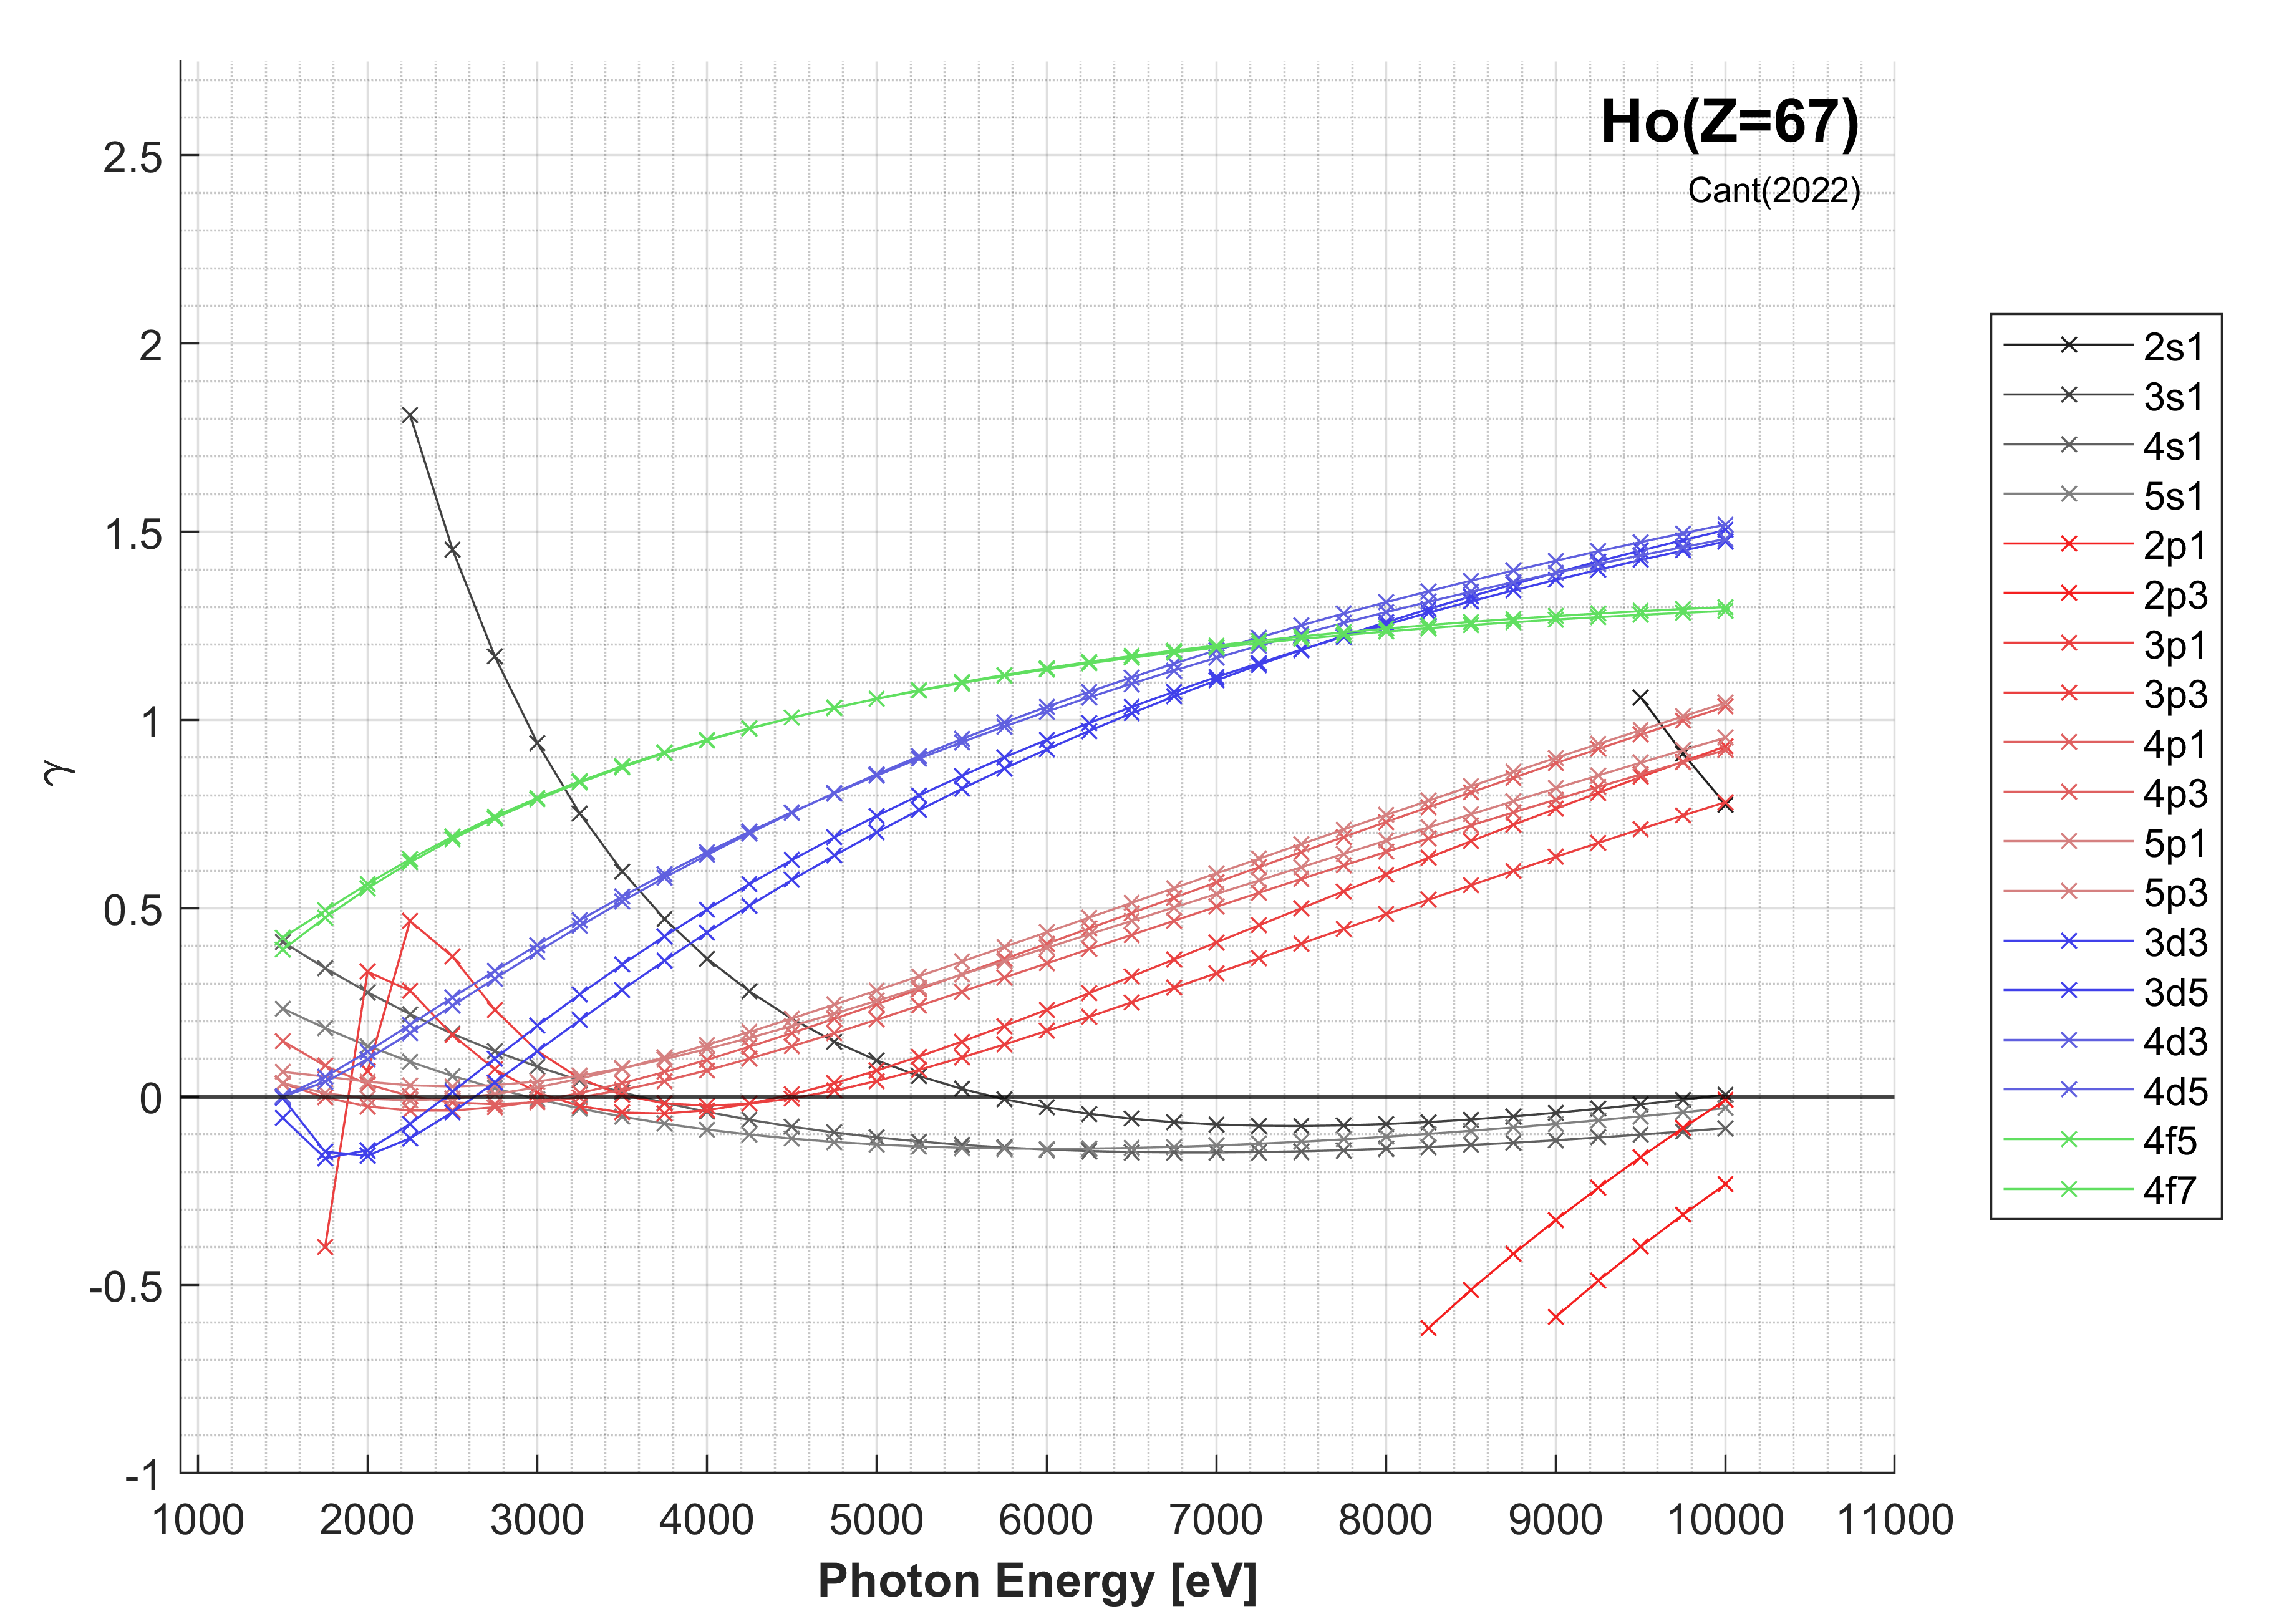 Ho(Z=67)
Cant(2022)
2.5
2
1.5
1
0.5
0
-0.5
-1
γ
1000 2000 3000 4000 5000 6000 7000 8000 9000 10000 11000
Photon Energy [eV]
2s1
3s1
4s1
5s1
2p1
2p3
3p1
3p3
4p1
4p3
5p1
5p3
3d3
3d5
4d3
4d5
4f5
4f7